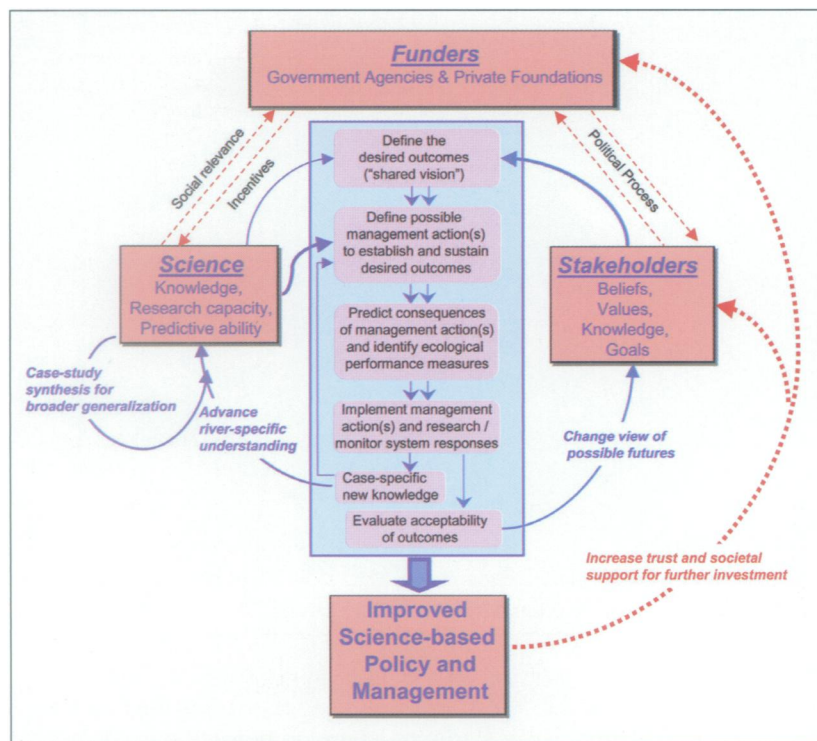 Funders
Government Agencies & Private Foundations
Social relevance
Incentives
Political Process
Define the
desired outcomes
("shared vision")
Define possible
management action(s)
to establish and sustain
desired outcomes
Science
Knowledge,
Research capacity,
Predictive ability
Stakeholders
Beliefs,
Values,
Knowledge,
Goals
Predict consequences
of management action(s)
and identify ecological
performance measures
Case-study
synthesis for
broader generalization
Advance
river-specific
understanding
Implement management
action(s) and research /
monitor system responses
Change view of
possible futures
Case-specific
new knowledge
Evaluate acceptability
of outcomes
Increase trust and societal
support for further investment
Improved
Science-based
Policy and
Management